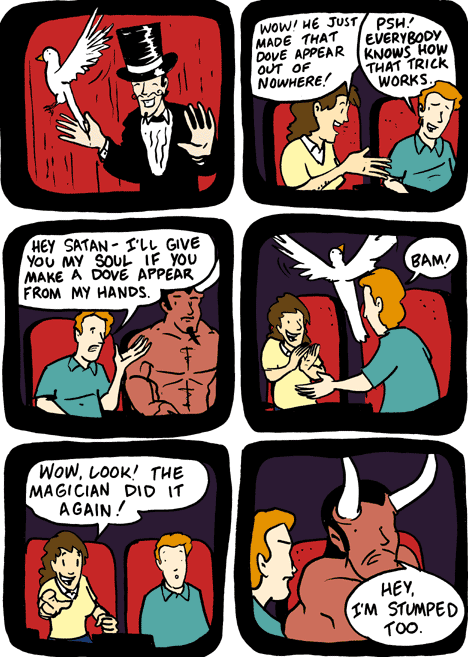 WOW! HE JUST
MADE THAT
DOVE APPEAR
OUT OF
NOWHERE!
PSH!
EVERYBODY
KNOWS HOW
THAT TRICK
WORKS.
HEY SATAN- I'LL GIVE
YOU MY SOUL IF YOU
MAKE A DOVE APPEAR
FROM MY HANDS.
BAM!
WOW, LOOK! THE
MAGICIAN DID IT
AGAIN!
HEY,
I'M STUMPED
TOO.